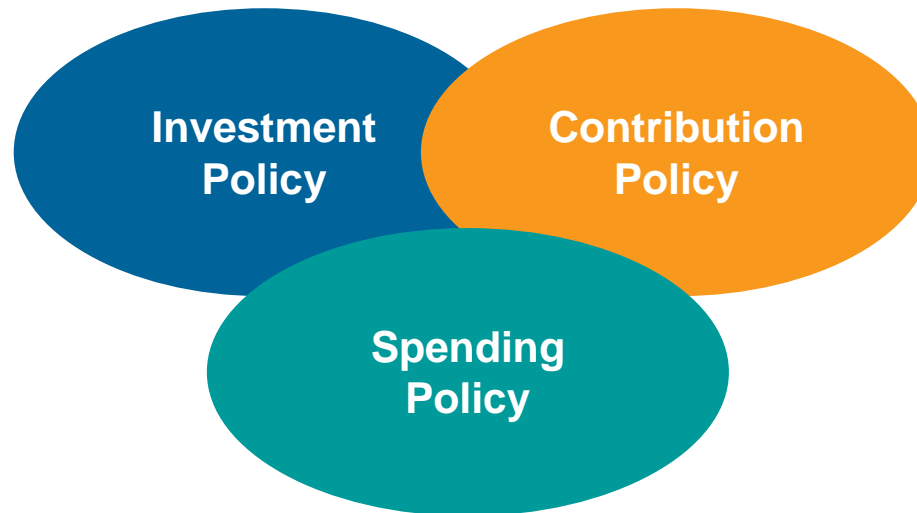 Investment
Policy
Contribution
Policy
Spending
Policy